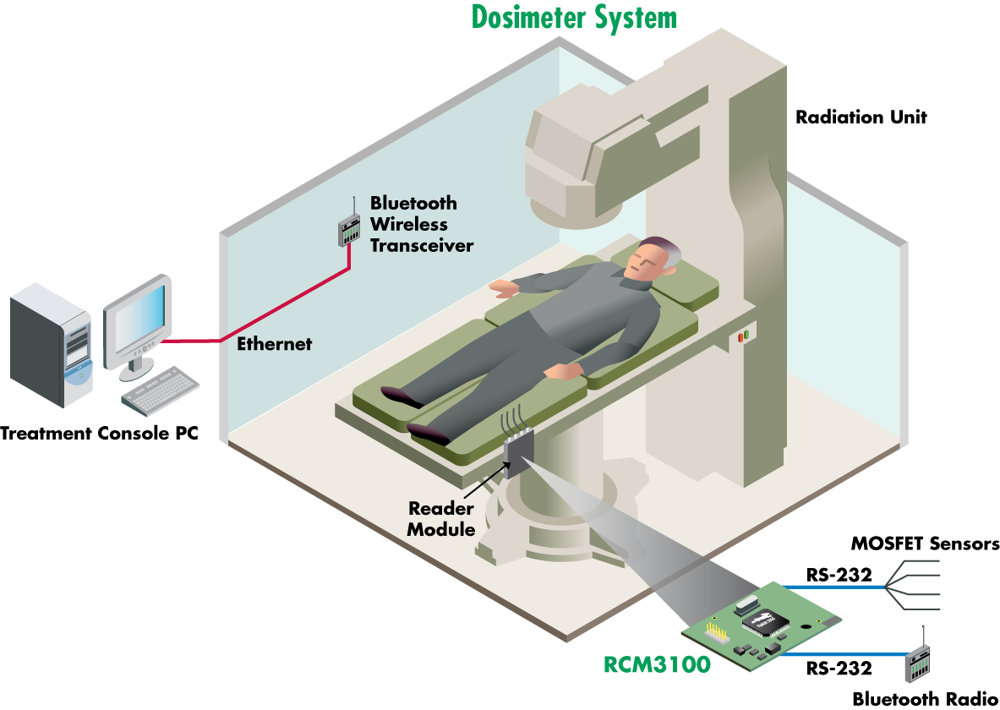 Dosimeter System
Radiation Unit
Bluetooth
Wireless
Transceiver
Ethernet
Treatment Console PC
Reader
Module
MOSFET Sensors
RS-232
RCM3100
RS-232
Bluetooth Radio